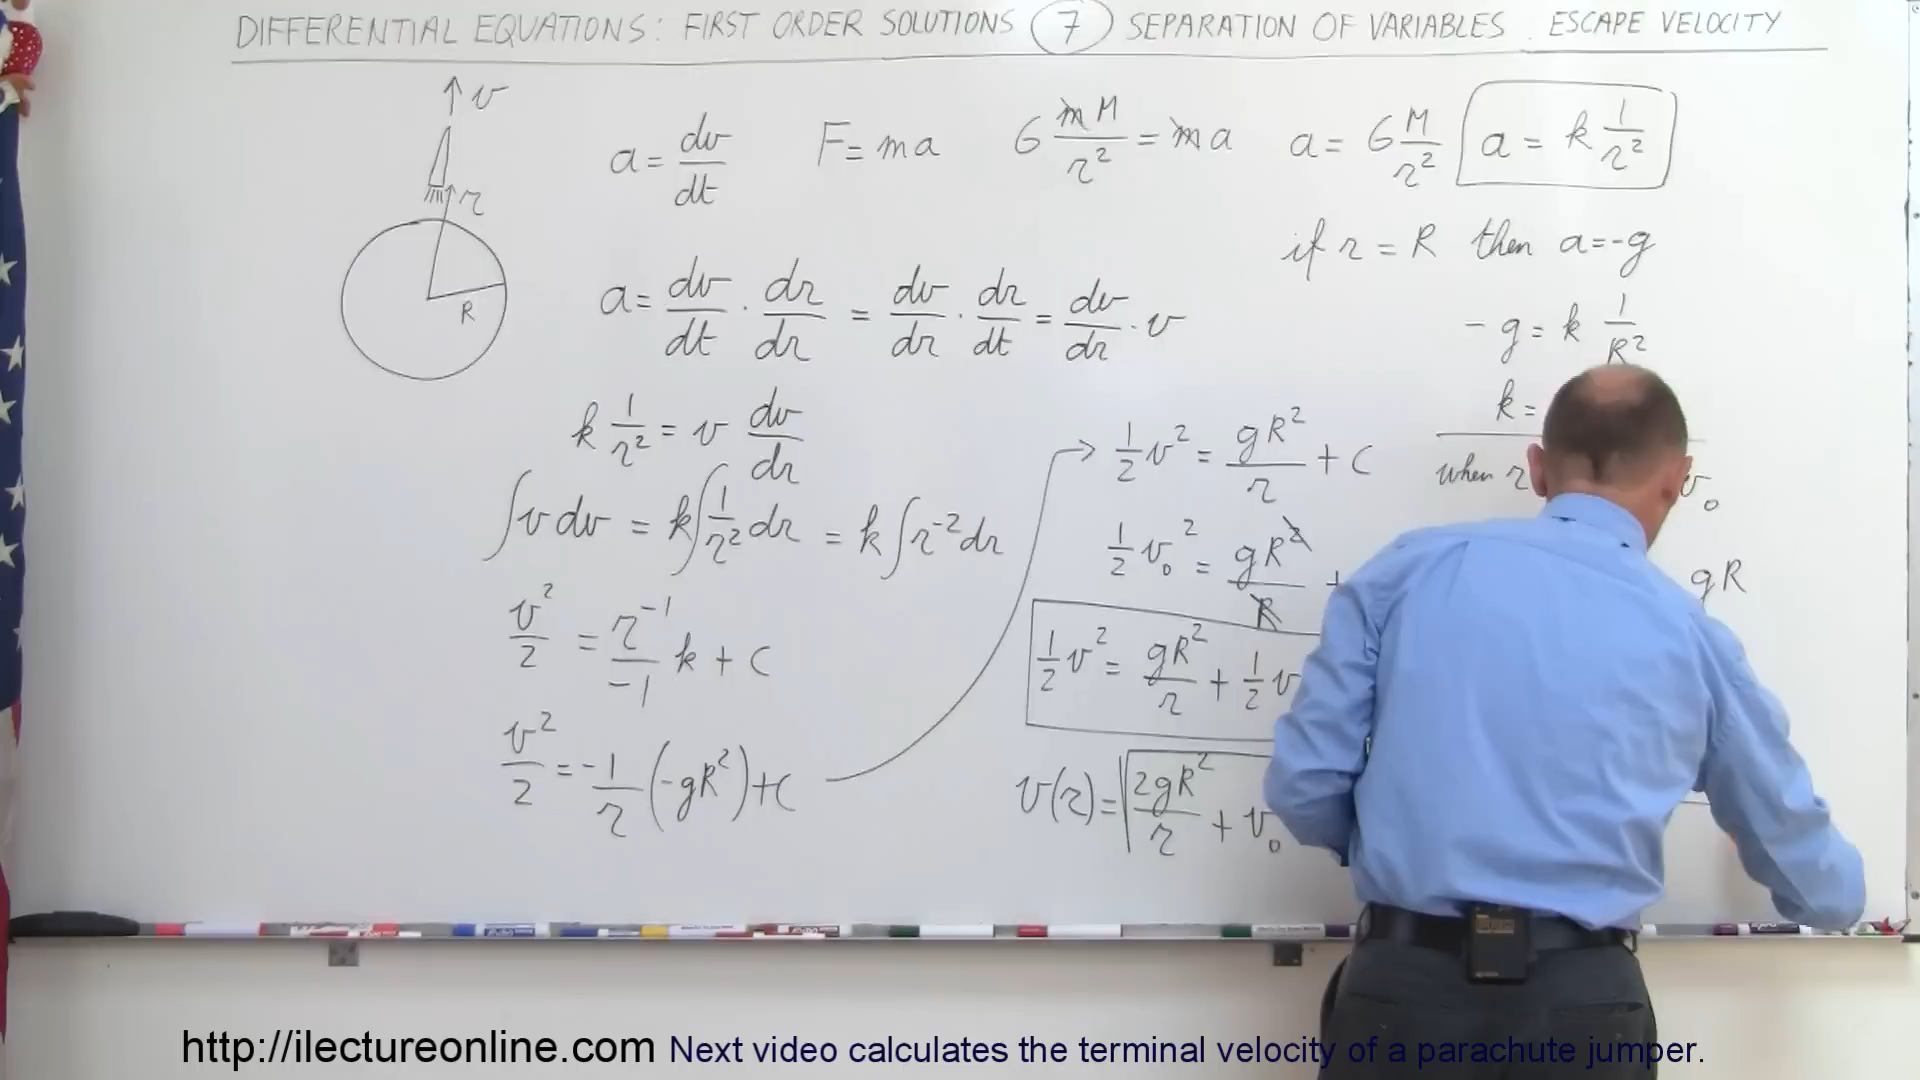 DIFFERENTIAL EQUATIONS: FIRST ORDER SOLUTIONS 7 SEPARATION OF VARIABLES. ESCAPE VELOCITY
↑ v
r
R
a = dv/dt
F = ma
G mM/r² = ma
a = G M/r²
a = k 1/r²
if r = R then a = -g
a = dv/dt · dr/dr = dv/dr · dr/dt = dv/dr · v
- g = k 1/R²
k 1/r² = v dv/dr
k =
∫v dv = k∫1/r² dr = k∫r⁻² dr
v²/2 = r⁻¹/-1 k + C
v²/2 = -1/r (-gR²) + C
→ 1/2 v² = gR²/r + C
when r
v₀
1/2 v₀² = gR²/R +
gR
1/2 v² = gR²/r + 1/2 v
v(r) = √2gR²/r + v₀
http://ilectureonline.com Next video calculates the terminal velocity of a parachute jumper.